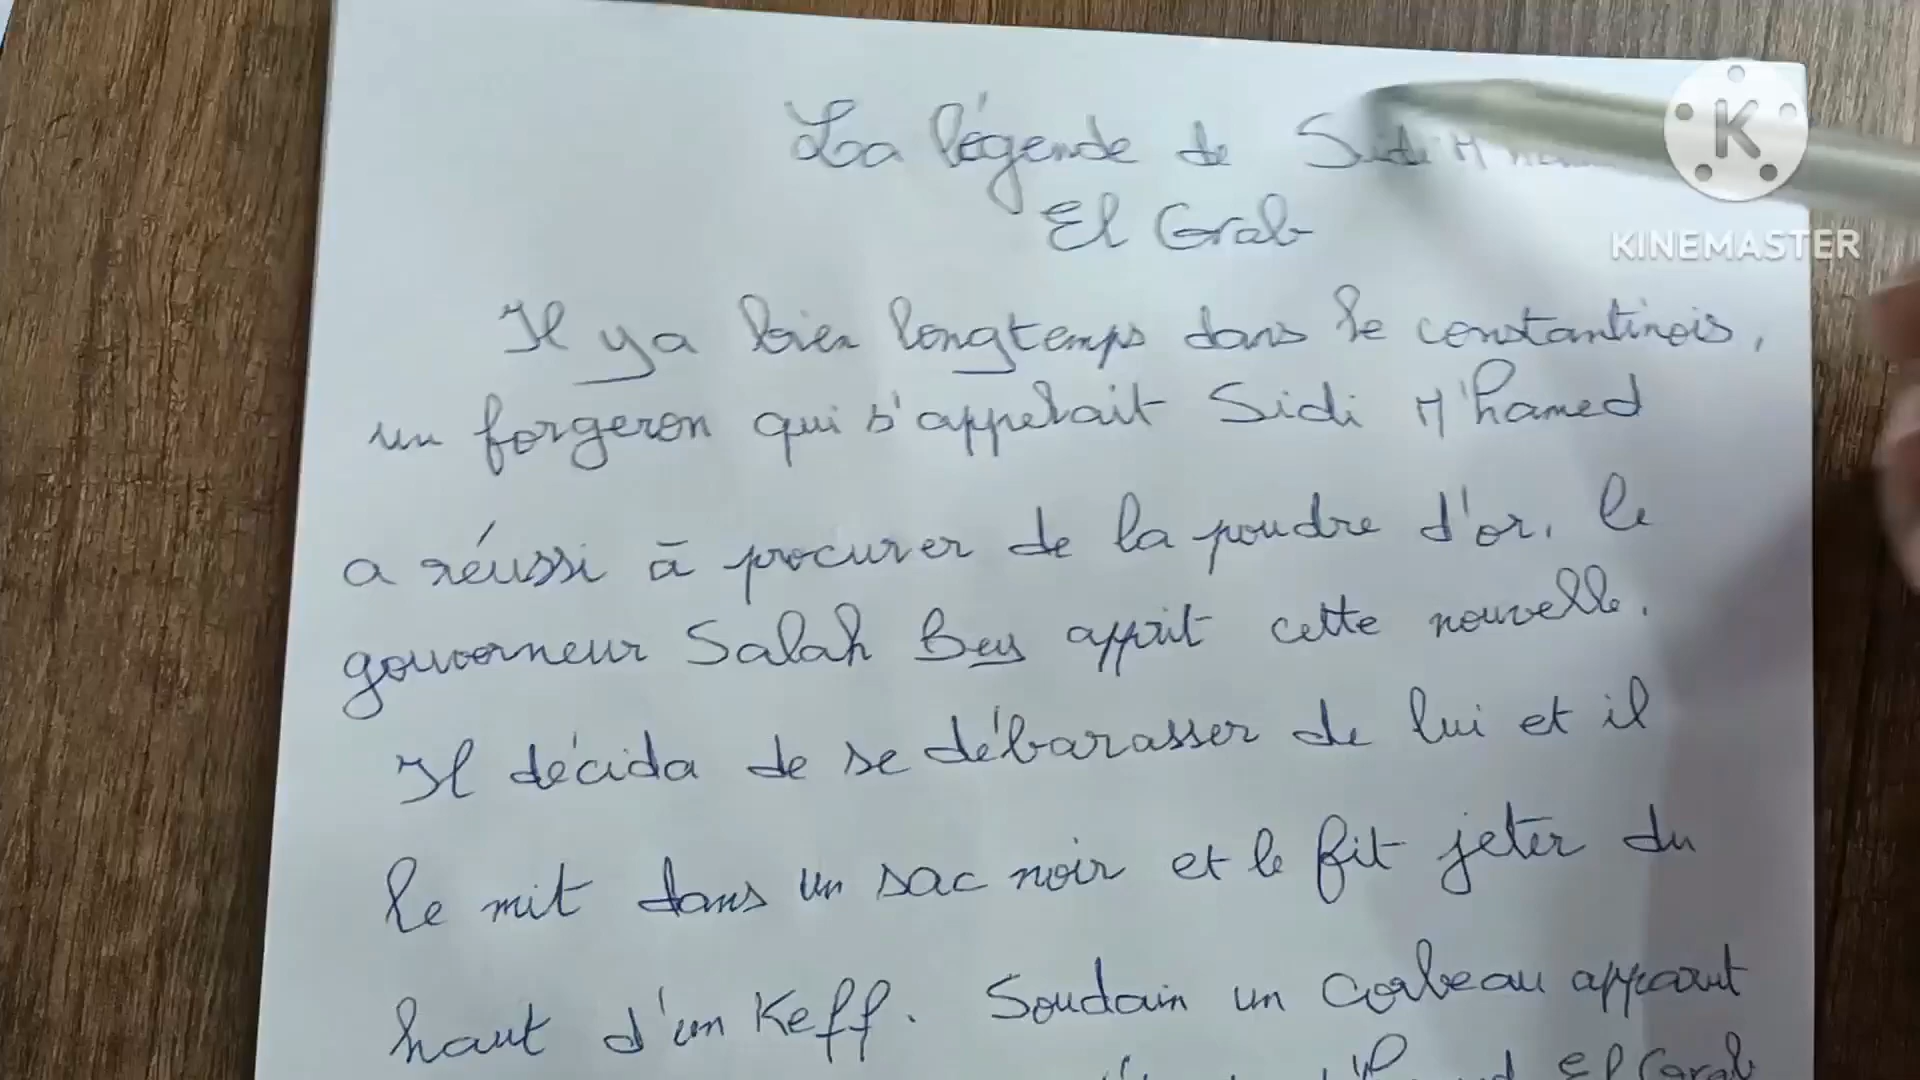 La légende de Sidi M'
El Grab
Il y a bien longtemps dans le constantinois,
un forgeron qui s'appelait Sidi M'hamed
a réussi à procurer de la poudre d'or. le
gouverneur Salah Bey apprit cette nouvelle.
Il décida de se débarasser de lui et il
le mit dans un sac noir et le fit jeter du
haut d'un Keff. Soudain un corbeau apparut
El Grab
K
KINEMASTER